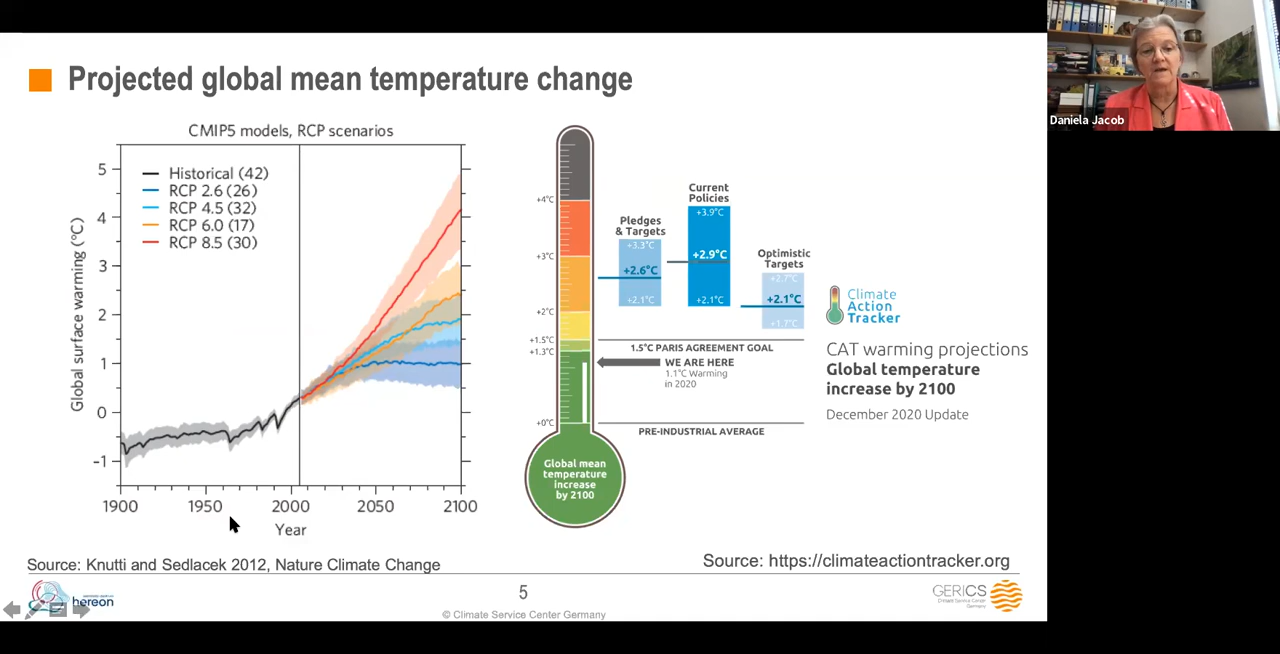 Projected global mean temperature change
CMIP5 models, RCP scenarios
5
4
3
2
1
0
-1
Global surface warming (°C)
Historical (42)
RCP 2.6 (26)
RCP 4.5 (32)
RCP 6.0 (17)
RCP 8.5 (30)
1900
1950
2000
2050
2100
Year
Source: Knutti and Sedlacek 2012, Nature Climate Change
+4°C
+3°C
+2°C
+1.5°C
+1.3°C
+0°C
Global mean
temperature
increase
by 2100
Pledges
& Targets
+3.3°C
+2.6°C
+2.1°C
Current
Policies
+3.9°C
+2.9°C
+2.1°C
Optimistic
Targets
+2.7°C
+2.1°C
+1.7°C
1.5°C PARIS AGREEMENT GOAL
WE ARE HERE
1.1°C Warming
in 2020
PRE-INDUSTRIAL AVERAGE
Climate
Action
Tracker
CAT warming projections
Global temperature
increase by 2100
December 2020 Update
Source: https://climateactiontracker.org
hereon
5
© Climate Service Center Germany
GERICS
Climate Service Center
Germany
Daniela Jacob